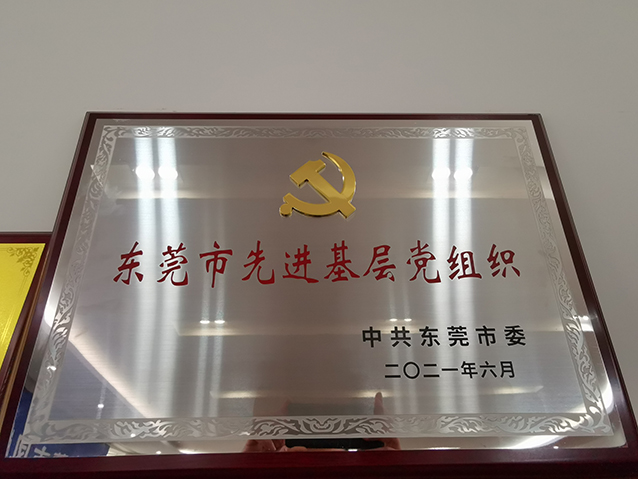 东莞市先进基层党组织
中共东莞市委
二〇二一年六月